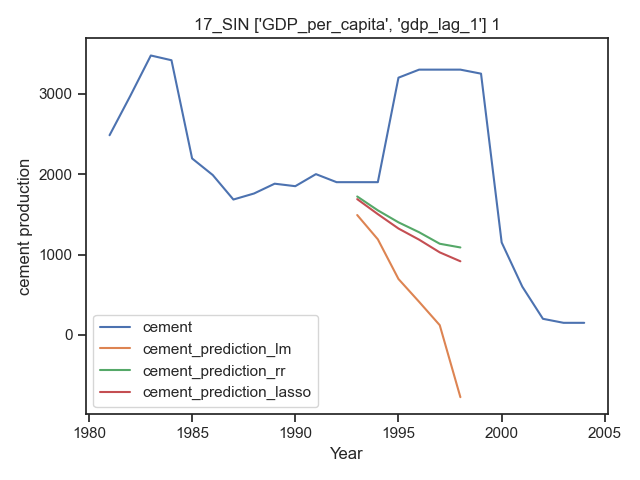 17_SIN ['GDP_per_capita', 'gdp_lag_1'] 1
cement production
3000
2000
1000
0
cement
cement_prediction_lm
cement_prediction_rr
cement_prediction_lasso
1980 1985 1990 1995 2000 2005
Year